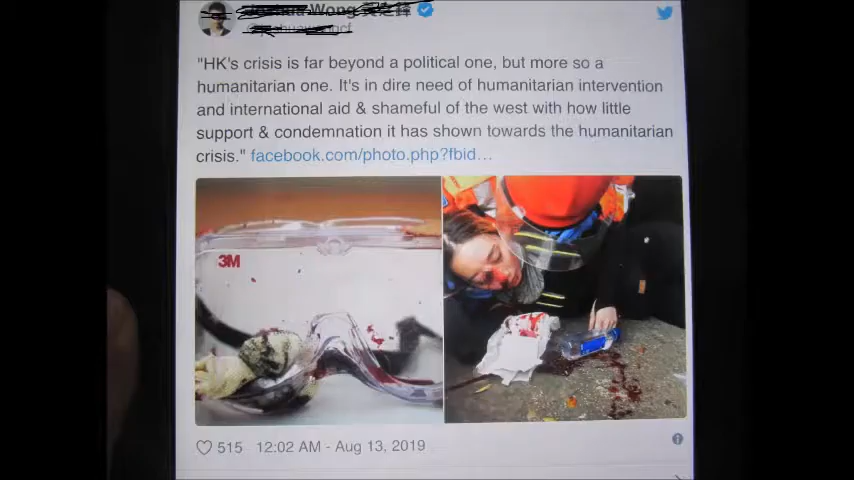 Wong
"HK's crisis is far beyond a political one, but more so a
humanitarian one. It's in dire need of humanitarian intervention
and international aid & shameful of the west with how little
support & condemnation it has shown towards the humanitarian
crisis." facebook.com/photo.php?fbid…
3M
515 12:02 AM - Aug 13, 2019